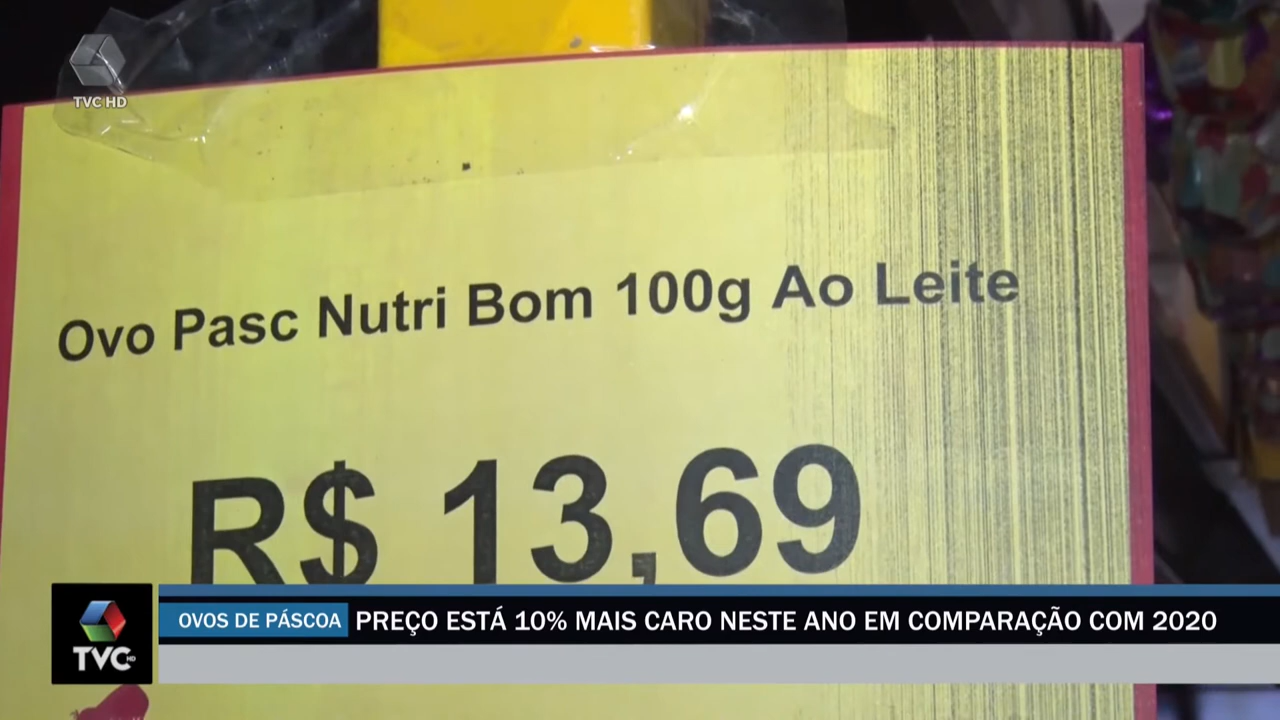 TVC HD
Ovo Pasc Nutri Bom 100g Ao Leite
R$ 13,69
OVOS DE PÁSCOA PREÇO ESTÁ 10% MAIS CARO NESTE ANO EM COMPARAÇÃO COM 2020
TVC HD